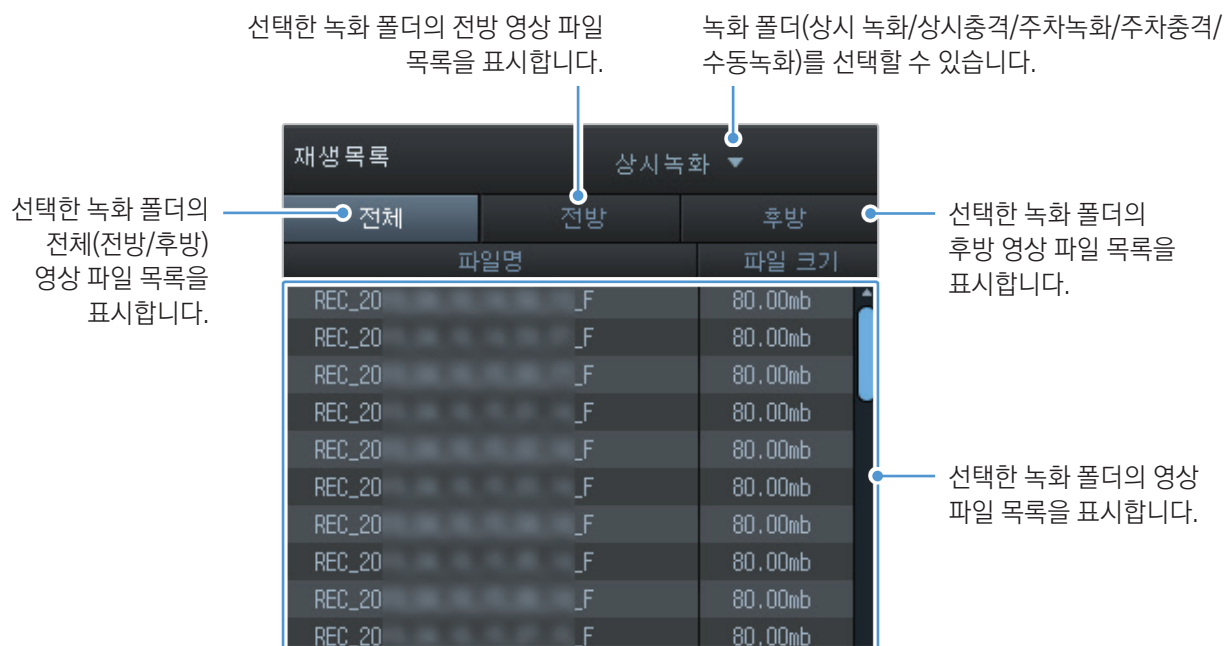 선택한 녹화 폴더의 전방 영상 파일
목록을 표시합니다.
녹화 폴더(상시 녹화/상시충격/주차녹화/주차충격/
수동녹화)를 선택할 수 있습니다.
선택한 녹화 폴더의
전체(전방/후방)
영상 파일 목록을
표시합니다.
재생목록 상시녹화 ▼
전체 전방 후방
파일명 파일 크기
REC_20 _F 80.00mb
REC_20 _F 80.00mb
REC_20 _F 80.00mb
REC_20 _F 80.00mb
REC_20 _F 80.00mb
REC_20 _F 80.00mb
REC_20 _F 80.00mb
REC_20 _F 80.00mb
REC_20 _F 80.00mb
REC_20 _F 80.00mb
선택한 녹화 폴더의
후방 영상 파일 목록을
표시합니다.
선택한 녹화 폴더의 영상
파일 목록을 표시합니다.